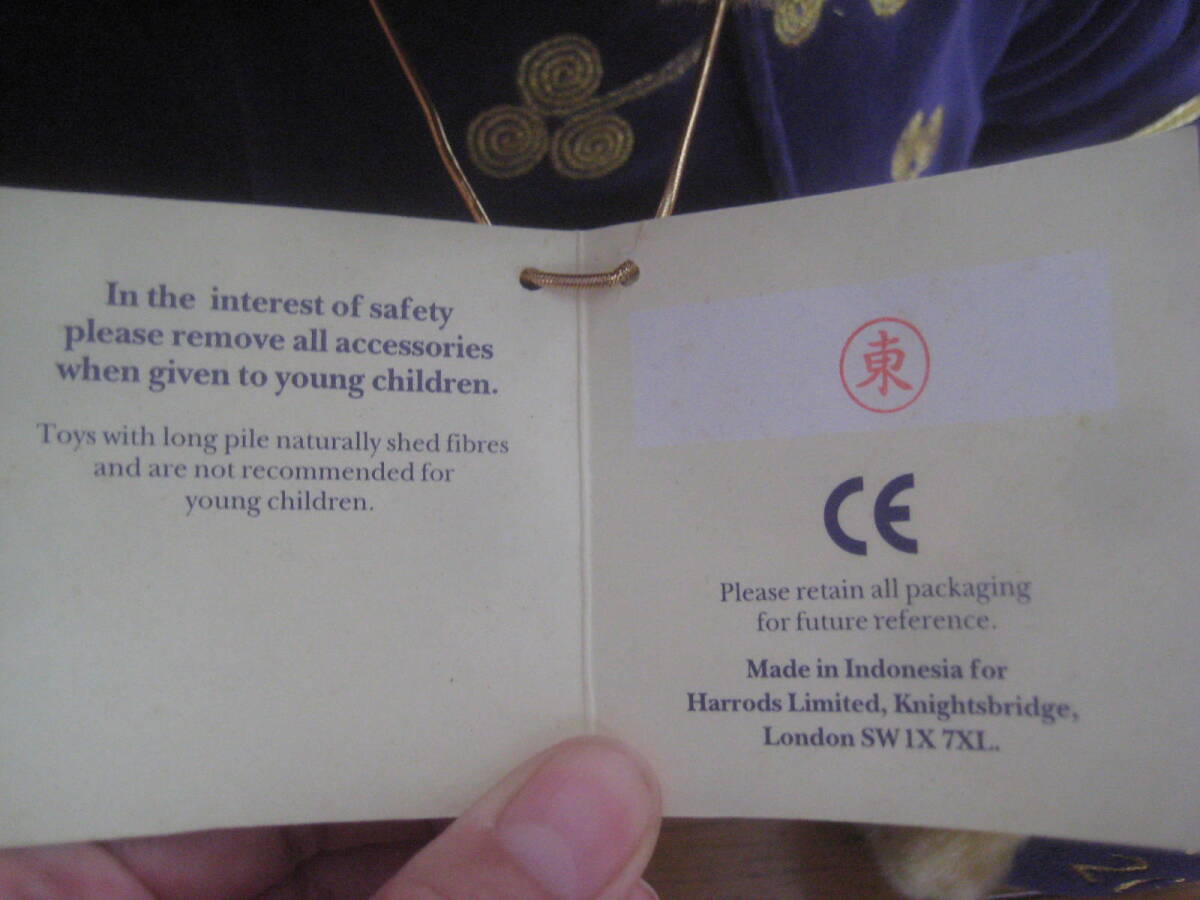 In the interest of safety
please remove all accessories
when given to young children.
Toys with long pile naturally shed fibres
and are not recommended for
young children.
東
CE
Please retain all packaging
for future reference.
Made in Indonesia for
Harrods Limited, Knightsbridge,
London SW1X 7XL.